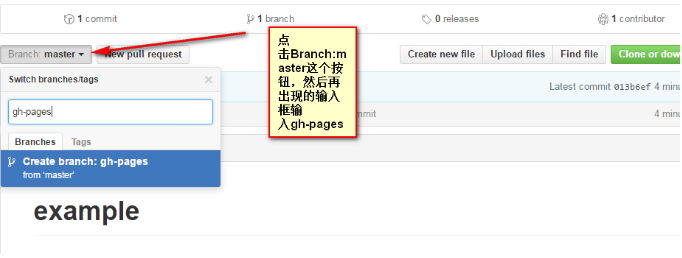 1 commit
1 branch
0 releases
1 contributor
Branch: master
New pull request
Create new file
Upload files
Find file
Clone or dow
点
击Branch:m
aster这个按
钮，然后再
出现的输入
框输
入gh-pages
Switch branches/tags
×
Latest commit 013b6ef 4 minu
gh-pages
mmit
4 minu
Branches
Tags
Create branch: gh-pages
from 'master'
example